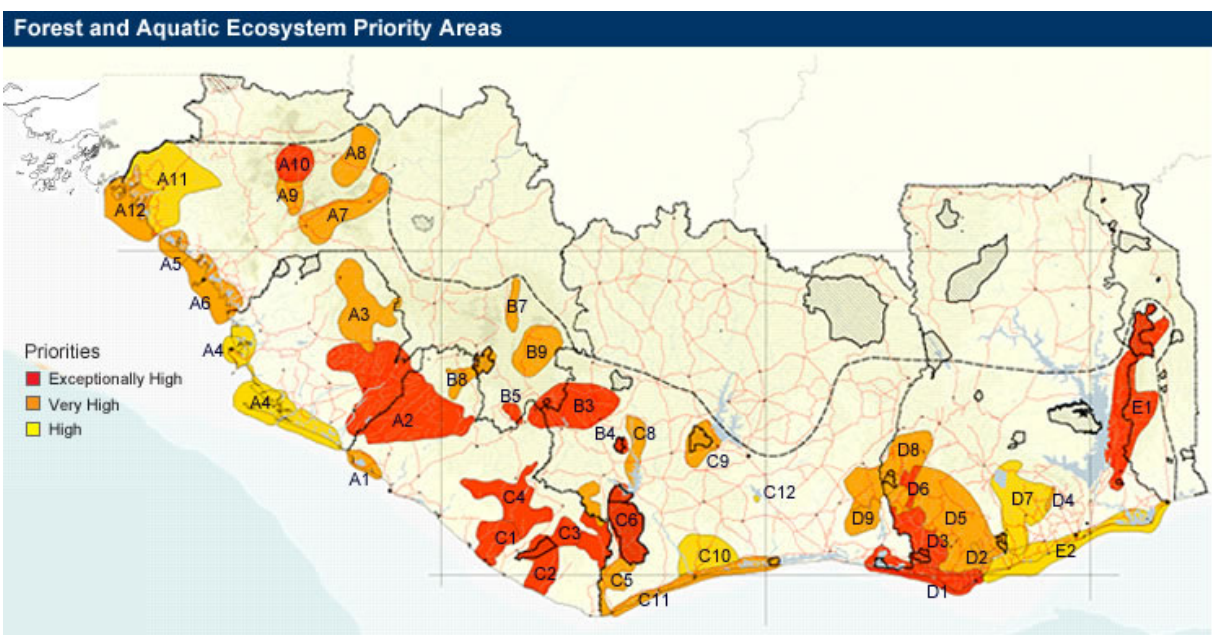 Forest and Aquatic Ecosystem Priority Areas
A8
A10
A11
A9
A12
A7
A5
A6
A3
B7
Priorities
A4
B9
Exceptionally High
B8
Very High
A4
B5
B3
E1
High
A2
B4
C8
D8
C9
A1
C4
C12
D6
D7
D4
C6
D9
D5
C1
C3
D3
E2
C10
D2
C2
C5
D1
C11